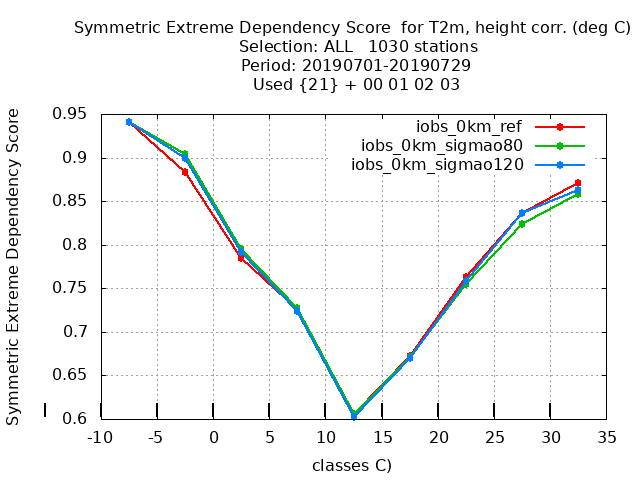 Symmetric Extreme Dependency Score  for T2m, height corr. (deg C)
Selection: ALL   1030 stations
Period: 20190701-20190729
Used {21} + 00 01 02 03
Symmetric Extreme Dependency Score
0.95
0.9
0.85
0.8
0.75
0.7
0.65
0.6
iobs_0km_ref
iobs_0km_sigmao80
iobs_0km_sigmao120
-10 -5 0 5 10 15 20 25 30 35
classes C)